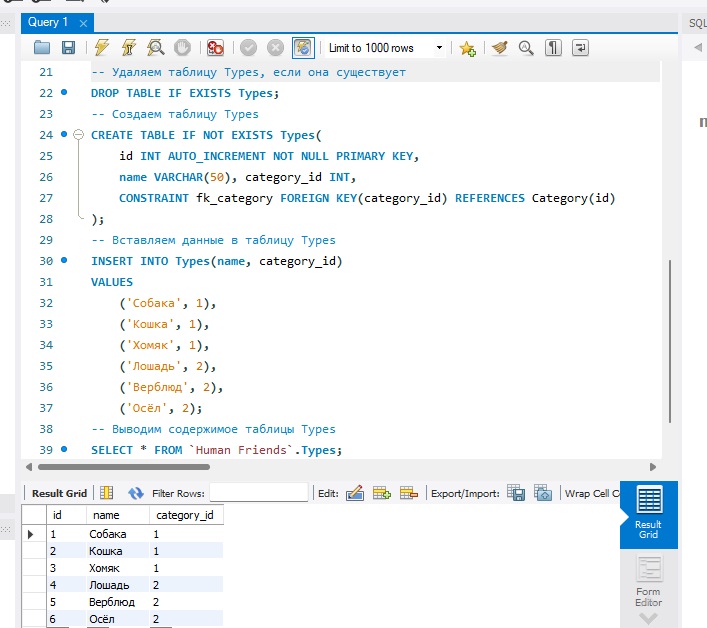 Query 1
SQL
Limit to 1000 rows
21 -- Удаляем таблицу Types, если она существует
22 DROP TABLE IF EXISTS Types;
23 -- Создаем таблицу Types
24 CREATE TABLE IF NOT EXISTS Types(
25 id INT AUTO_INCREMENT NOT NULL PRIMARY KEY,
26 name VARCHAR(50), category_id INT,
27 CONSTRAINT fk_category FOREIGN KEY(category_id) REFERENCES Category(id)
28 );
29 -- Вставляем данные в таблицу Types
30 INSERT INTO Types(name, category_id)
31 VALUES
32 ('Собака', 1),
33 ('Кошка', 1),
34 ('Хомяк', 1),
35 ('Лошадь', 2),
36 ('Верблюд', 2),
37 ('Осёл', 2);
38 -- Выводим содержимое таблицы Types
39 SELECT * FROM `Human Friends`.Types;
Result Grid Filter Rows: Edit: Export/Import: Wrap Cell C
id name category_id
1 Собака 1
2 Кошка 1
3 Хомяк 1
4 Лошадь 2
5 Верблюд 2
6 Осёл 2
Result
Grid
Form
Editor